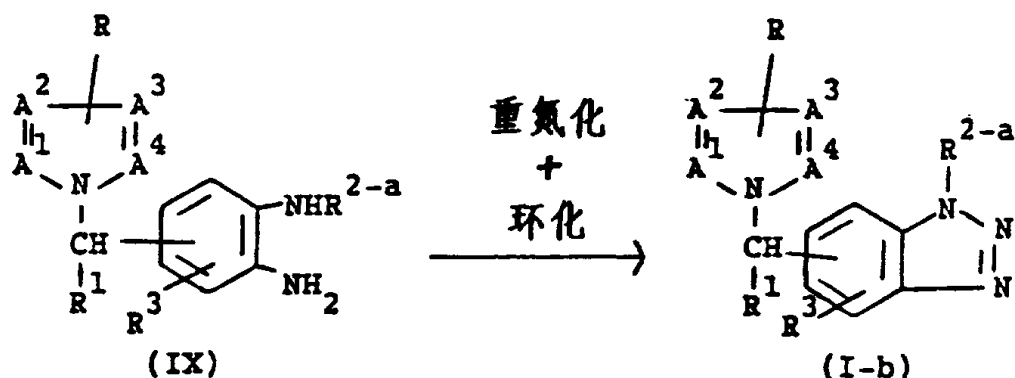 R
A² A³
A¹ A⁴
N
CH
R¹
R³
NHR²⁻ᵃ
NH₂
(IX)
重氮化
+
环化
R
A² A³
A¹ A⁴
N
CH
R¹
R³
R²⁻ᵃ
N
N
N
(I-b)